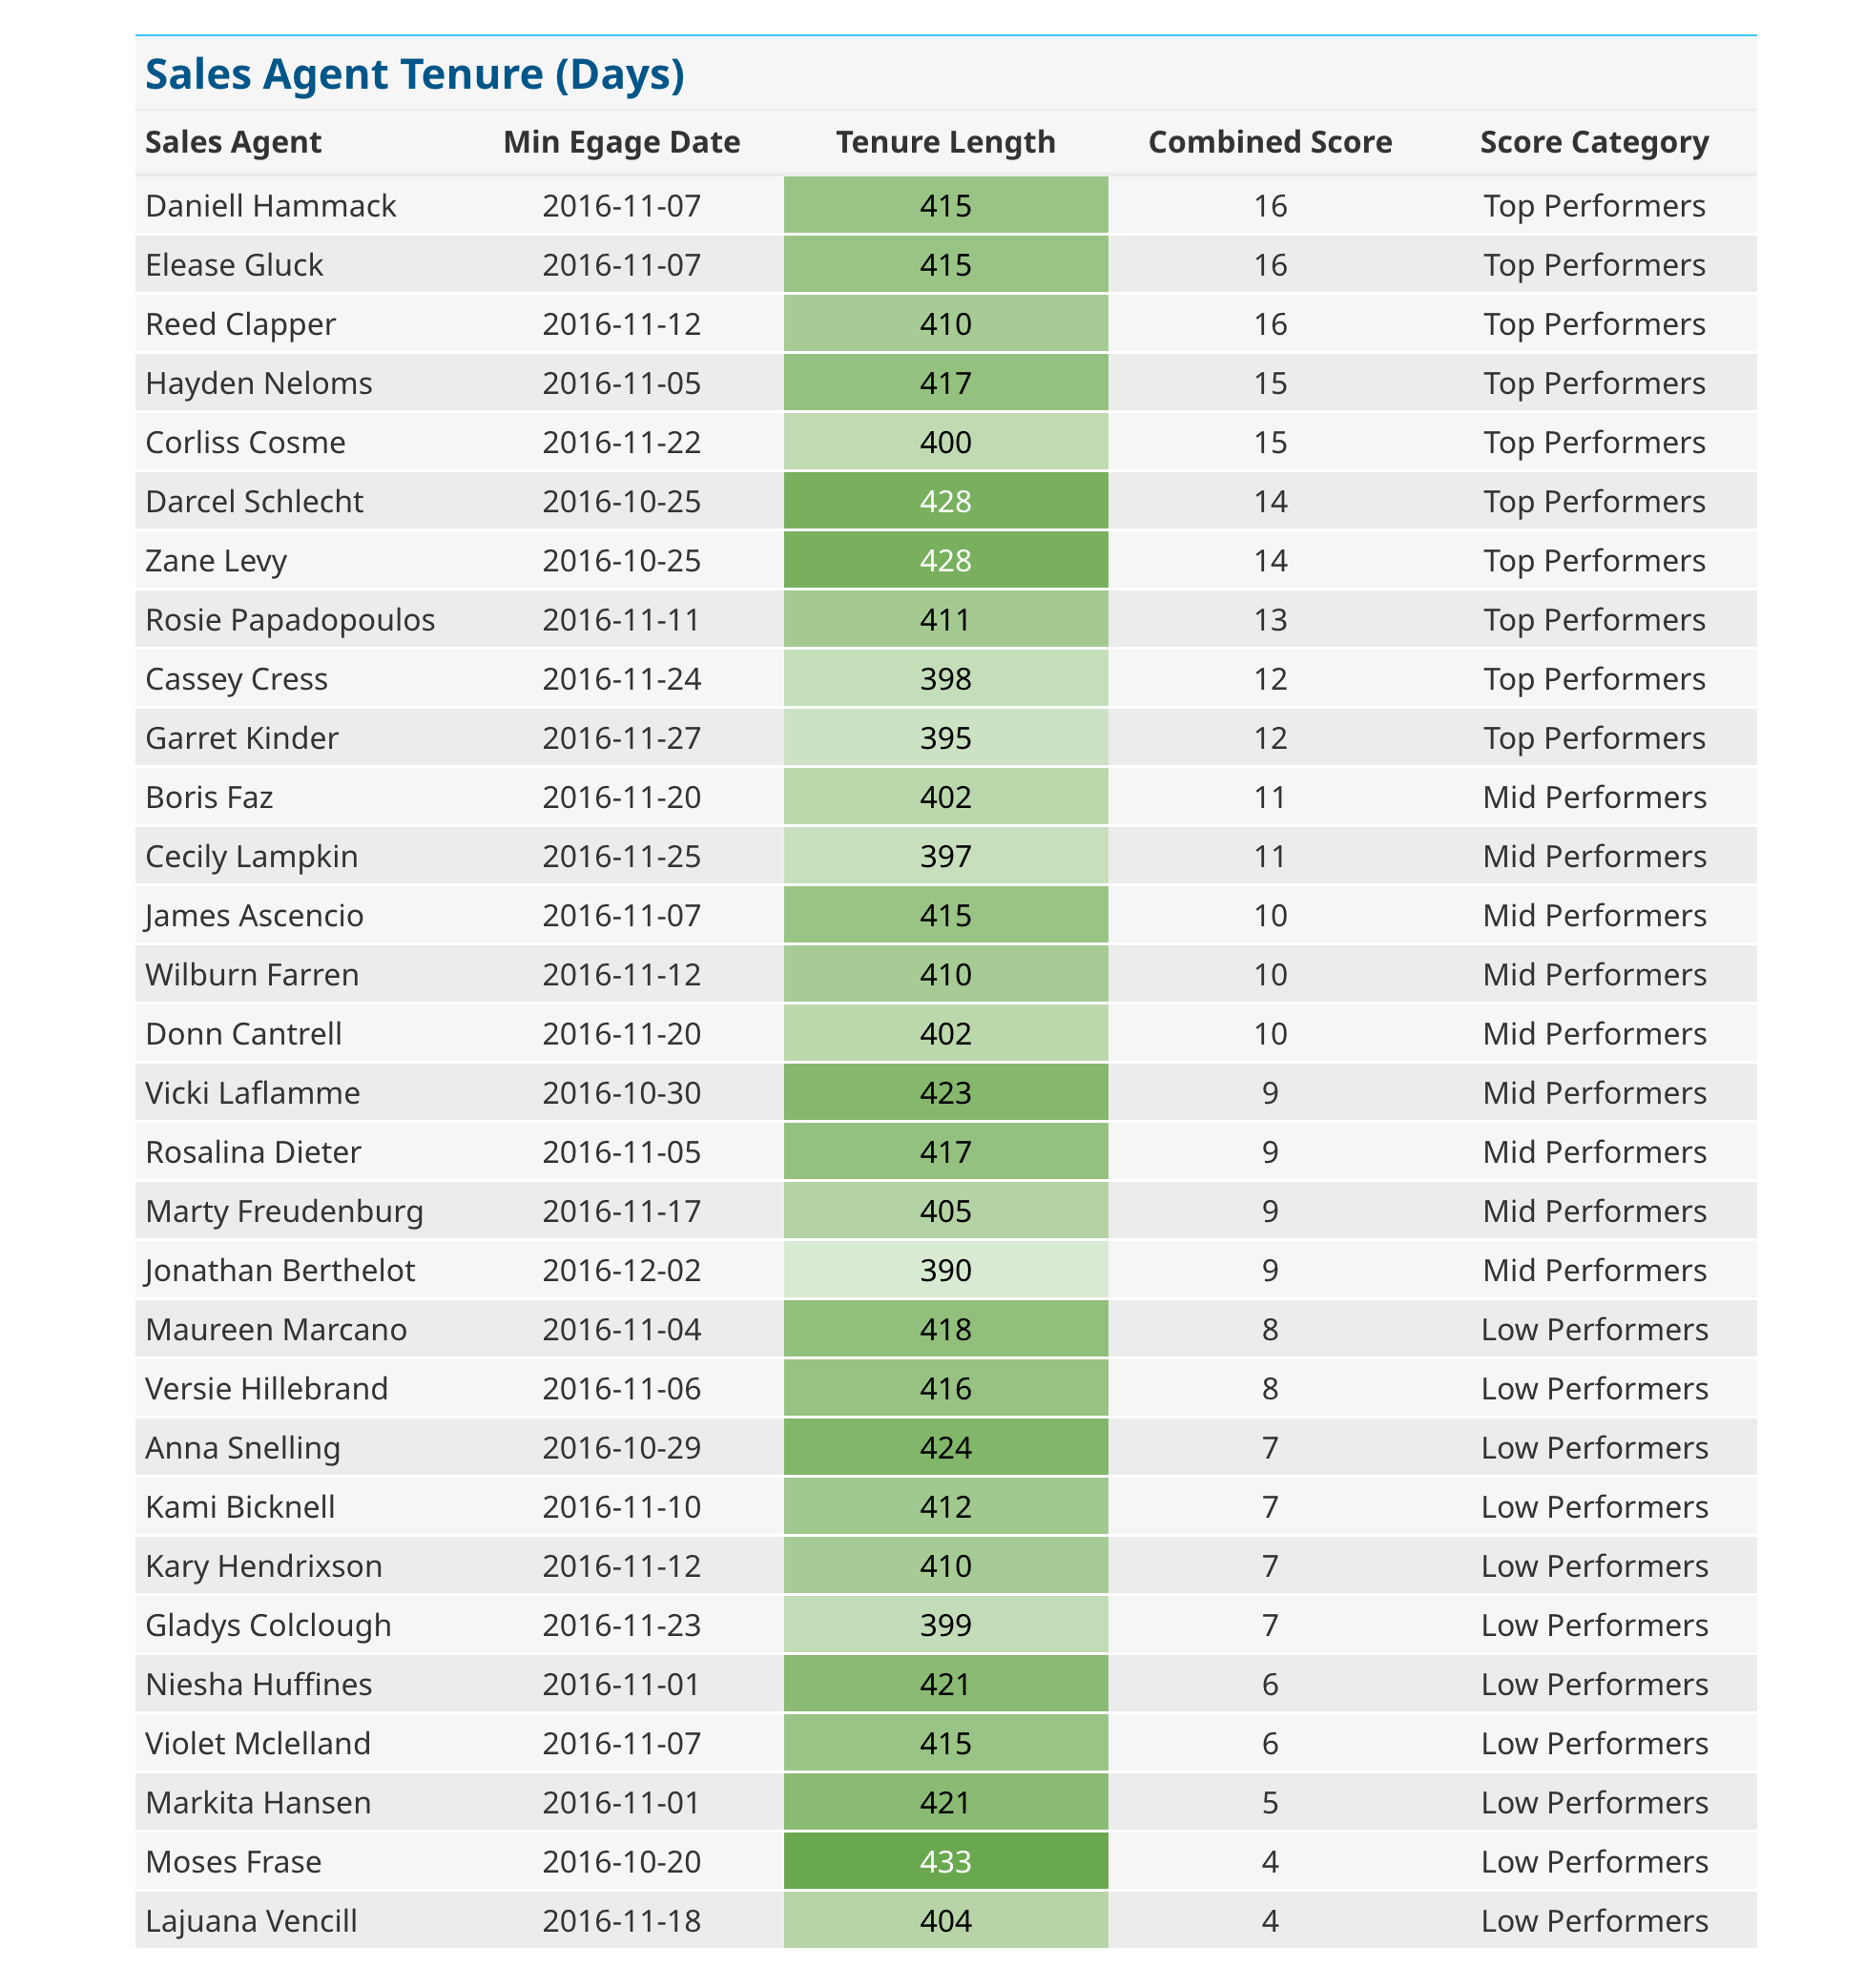 Sales Agent Tenure (Days)
Sales Agent Min Egage Date Tenure Length Combined Score Score Category
Daniell Hammack 2016-11-07 415 16 Top Performers
Elease Gluck 2016-11-07 415 16 Top Performers
Reed Clapper 2016-11-12 410 16 Top Performers
Hayden Neloms 2016-11-05 417 15 Top Performers
Corliss Cosme 2016-11-22 400 15 Top Performers
Darcel Schlecht 2016-10-25 428 14 Top Performers
Zane Levy 2016-10-25 428 14 Top Performers
Rosie Papadopoulos 2016-11-11 411 13 Top Performers
Cassey Cress 2016-11-24 398 12 Top Performers
Garret Kinder 2016-11-27 395 12 Top Performers
Boris Faz 2016-11-20 402 11 Mid Performers
Cecily Lampkin 2016-11-25 397 11 Mid Performers
James Ascencio 2016-11-07 415 10 Mid Performers
Wilburn Farren 2016-11-12 410 10 Mid Performers
Donn Cantrell 2016-11-20 402 10 Mid Performers
Vicki Laflamme 2016-10-30 423 9 Mid Performers
Rosalina Dieter 2016-11-05 417 9 Mid Performers
Marty Freudenburg 2016-11-17 405 9 Mid Performers
Jonathan Berthelot 2016-12-02 390 9 Mid Performers
Maureen Marcano 2016-11-04 418 8 Low Performers
Versie Hillebrand 2016-11-06 416 8 Low Performers
Anna Snelling 2016-10-29 424 7 Low Performers
Kami Bicknell 2016-11-10 412 7 Low Performers
Kary Hendrixson 2016-11-12 410 7 Low Performers
Gladys Colclough 2016-11-23 399 7 Low Performers
Niesha Huffines 2016-11-01 421 6 Low Performers
Violet Mclelland 2016-11-07 415 6 Low Performers
Markita Hansen 2016-11-01 421 5 Low Performers
Moses Frase 2016-10-20 433 4 Low Performers
Lajuana Vencill 2016-11-18 404 4 Low Performers